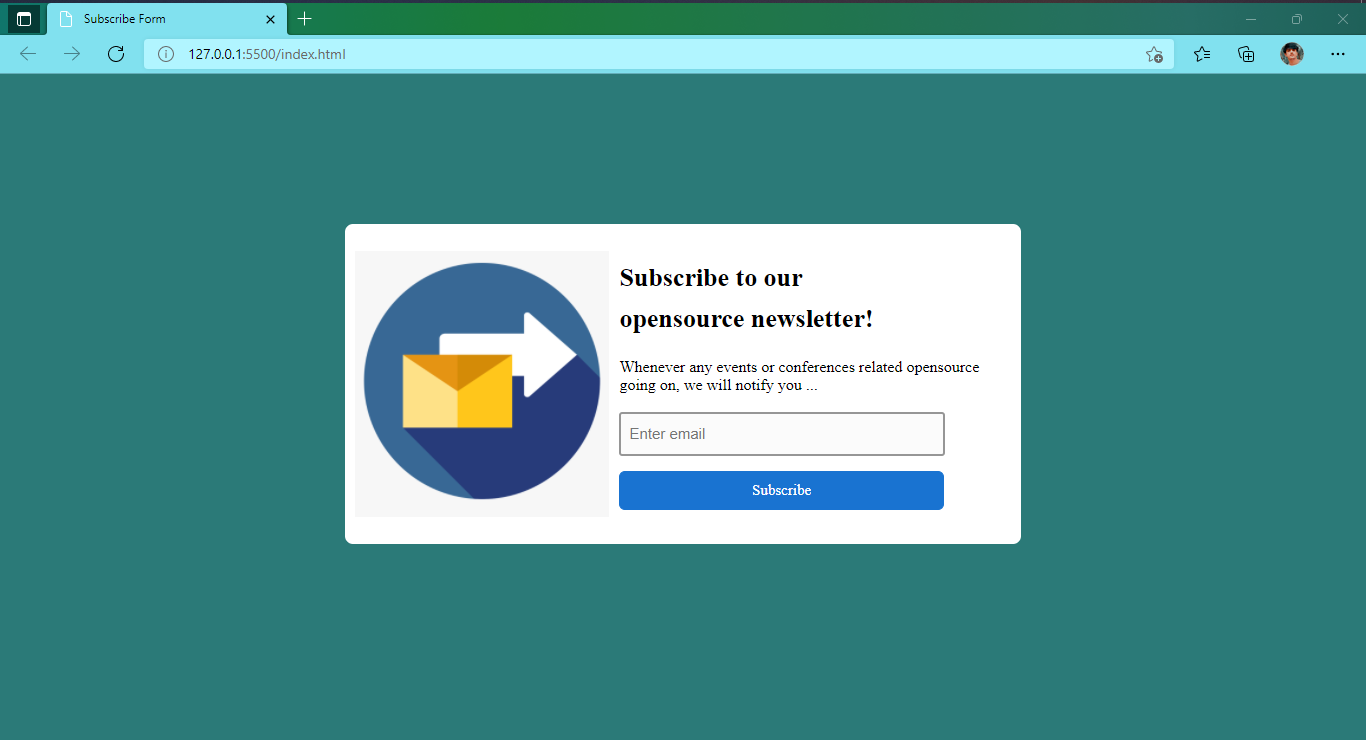 Subscribe Form
127.0.0.1:5500/index.html
Subscribe to our
opensource newsletter!
Whenever any events or conferences related opensource
going on, we will notify you ...
Enter email
Subscribe